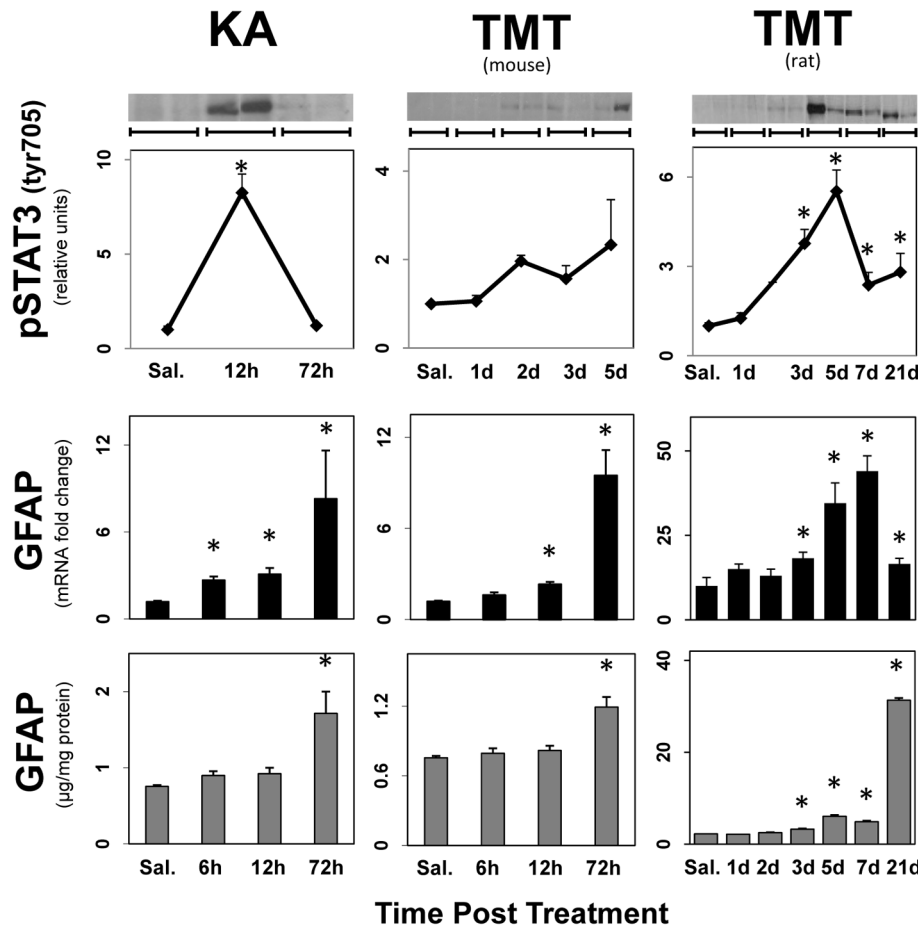 KA
TMT
(mouse)
TMT
(rat)
pSTAT3 (tyr705)
(relative units)
10
5
0
*
Sal. 12h 72h
4
2
0
Sal. 1d 2d 3d 5d
6
3
0
* * * *
Sal. 1d 3d 5d 7d 21d
GFAP
(mRNA fold change)
12
6
0
* * *
12
6
0
* *
50
25
0
* * * *
GFAP
(µg/mg protein)
2
1
0
*
Sal. 6h 12h 72h
1.2
0.6
0
*
Sal. 6h 12h 72h
40
20
0
* * * *
Sal. 1d 2d 3d 5d 7d 21d
Time Post Treatment